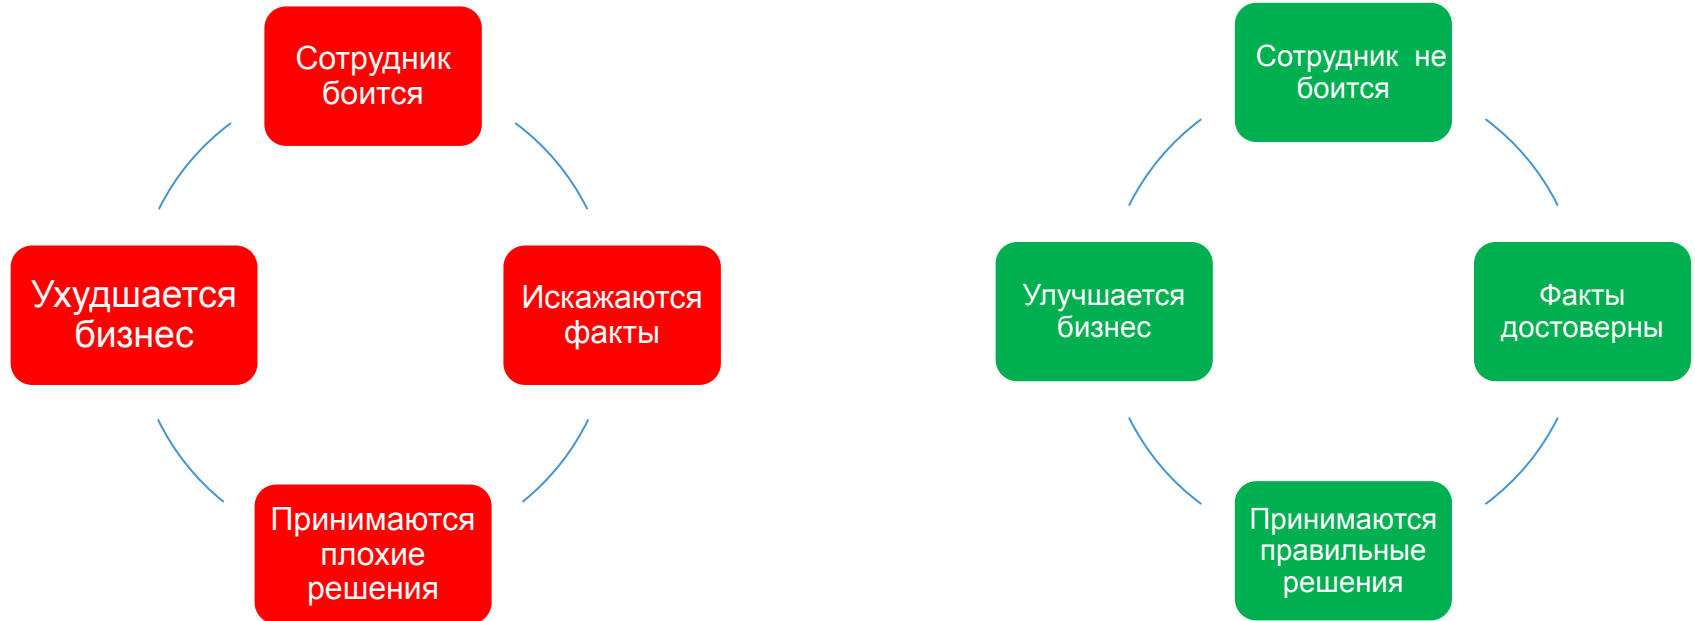 Сотрудник
боится
Искажаются
факты
Принимаются
плохие
решения
Ухудшается
бизнес
Сотрудник не
боится
Факты
достоверны
Принимаются
правильные
решения
Улучшается
бизнес